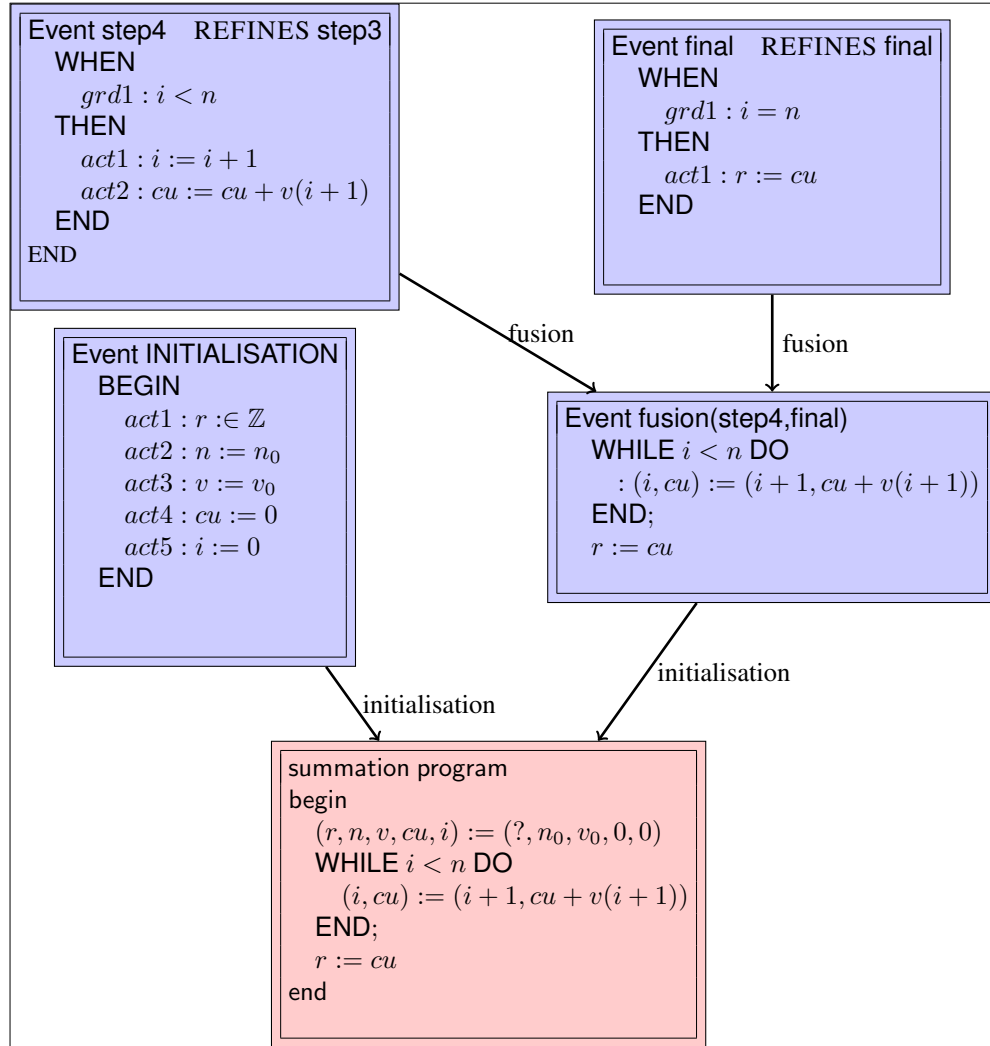 Event step4 REFINES step3
WHEN
grd1 : i < n
THEN
act1 : i := i + 1
act2 : cu := cu + v(i + 1)
END
END
Event final REFINES final
WHEN
grd1 : i = n
THEN
act1 : r := cu
END
fusion
fusion
Event INITIALISATION
BEGIN
act1 : r :∈ ℤ
act2 : n := n₀
act3 : v := v₀
act4 : cu := 0
act5 : i := 0
END
Event fusion(step4,final)
WHILE i < n DO
: (i, cu) := (i + 1, cu + v(i + 1))
END;
r := cu
initialisation
initialisation
summation program
begin
(r, n, v, cu, i) := (?, n₀, v₀, 0, 0)
WHILE i < n DO
(i, cu) := (i + 1, cu + v(i + 1))
END;
r := cu
end